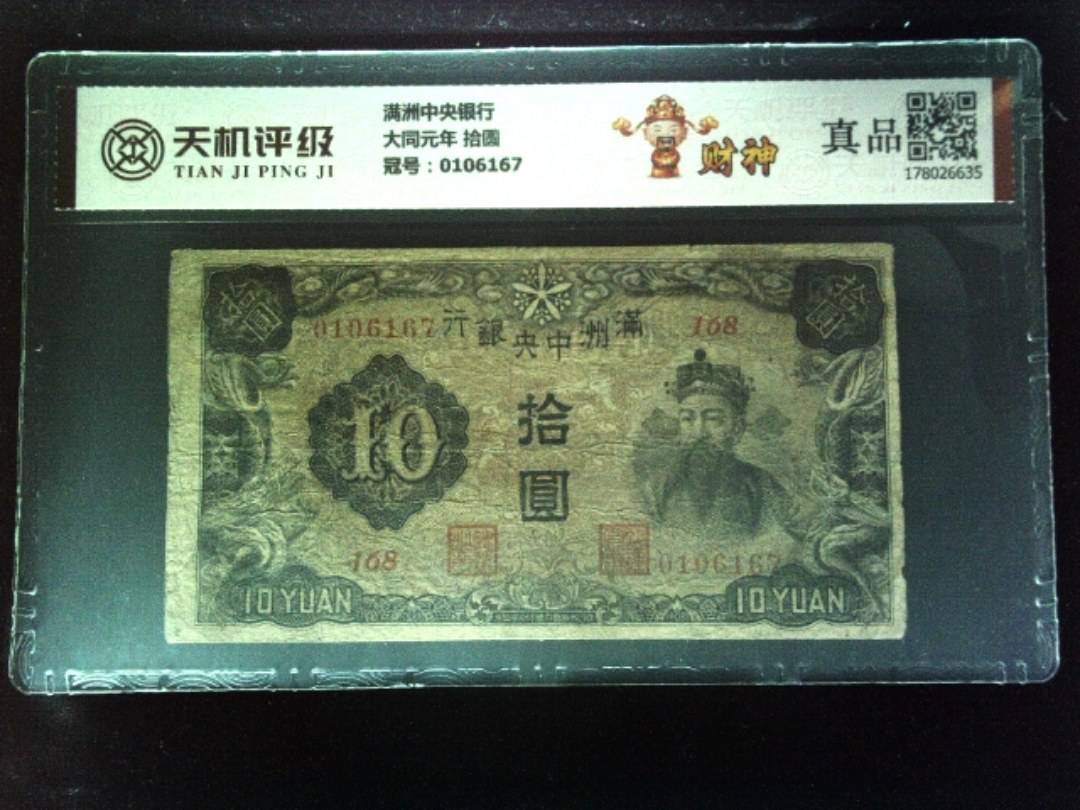 天机评级
TIAN JI PING JI
满洲中央银行
大同元年 拾圆
冠号：0106167
财神
真品
178026635
拾圓
拾圓
0106167
行銀央中洲滿
168
10
拾
圓
168
0106167
10 YUAN
10 YUAN